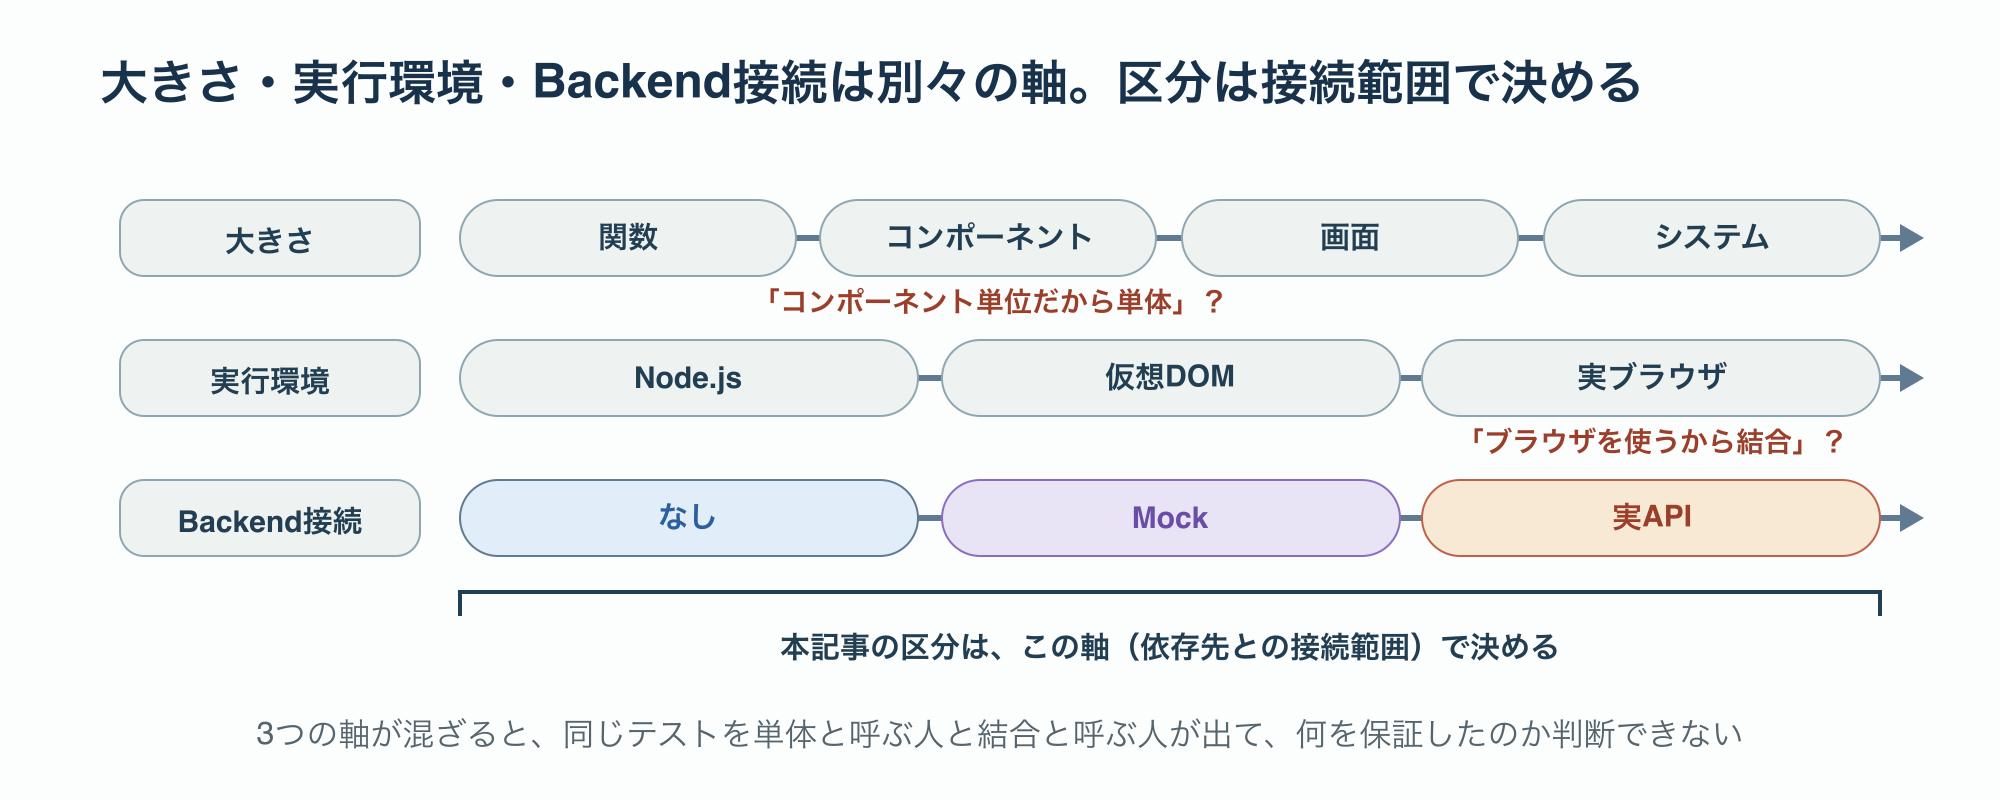 大きさ・実行環境・Backend接続は別々の軸。区分は接続範囲で決める
大きさ
関数
コンポーネント
画面
システム
「コンポーネント単位だから単体」？
実行環境
Node.js
仮想DOM
実ブラウザ
「ブラウザを使うから結合」？
Backend接続
なし
Mock
実API
本記事の区分は、この軸（依存先との接続範囲）で決める
3つの軸が混ざると、同じテストを単体と呼ぶ人と結合と呼ぶ人が出て、何を保証したのか判断できない